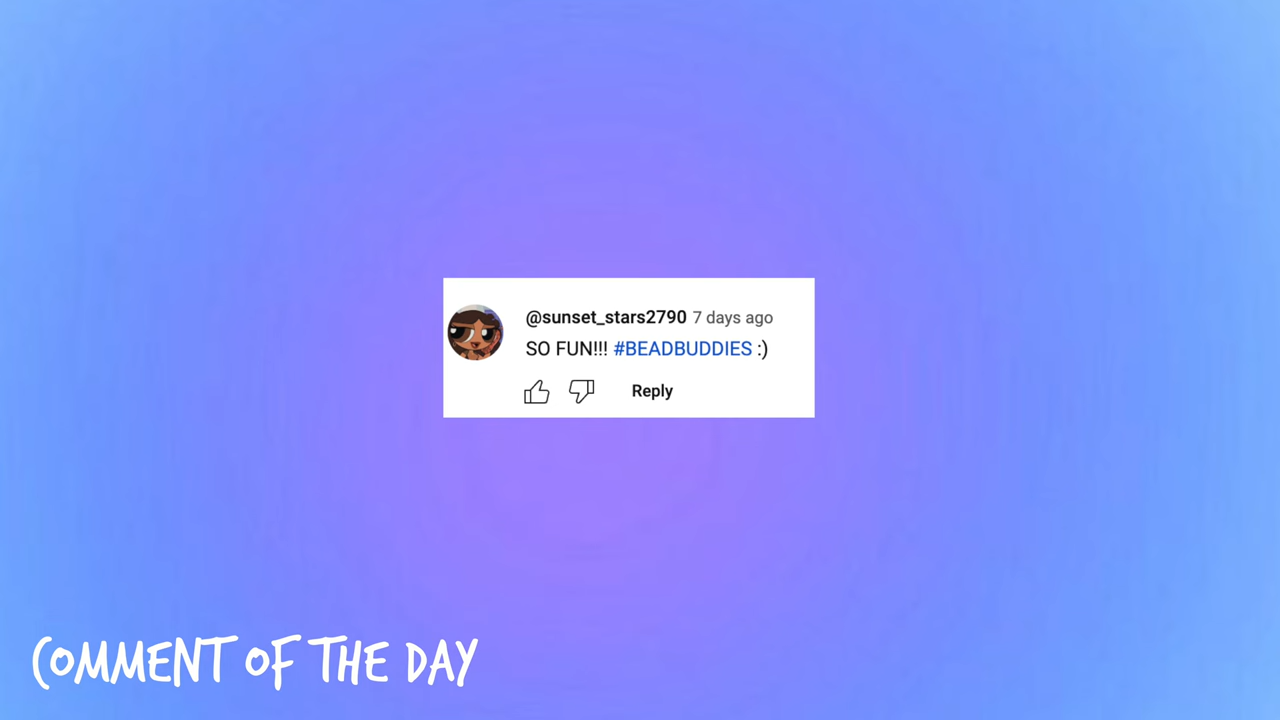 @sunset_stars2790 7 days ago
SO FUN!!! #BEADBUDDIES :)
Reply
COMMENT OF THE DAY